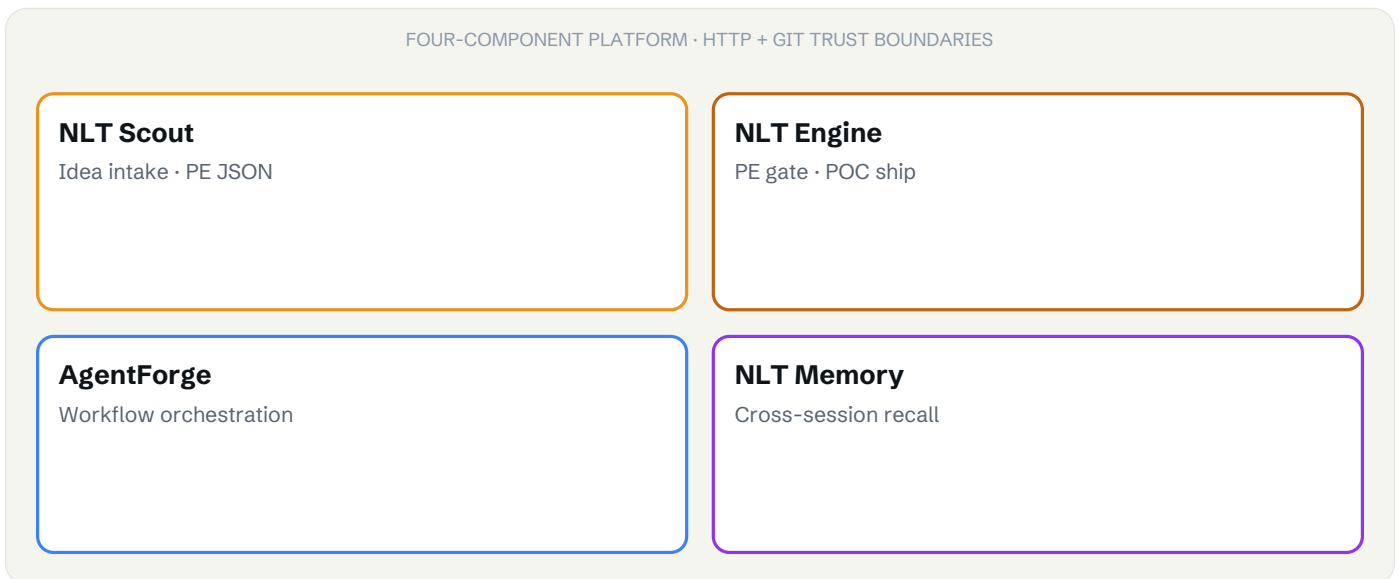 FOUR-COMPONENT PLATFORM · HTTP + GIT TRUST BOUNDARIES
NLT Scout
Idea intake · PE JSON
NLT Engine
PE gate · POC ship
AgentForge
Workflow orchestration
NLT Memory
Cross-session recall